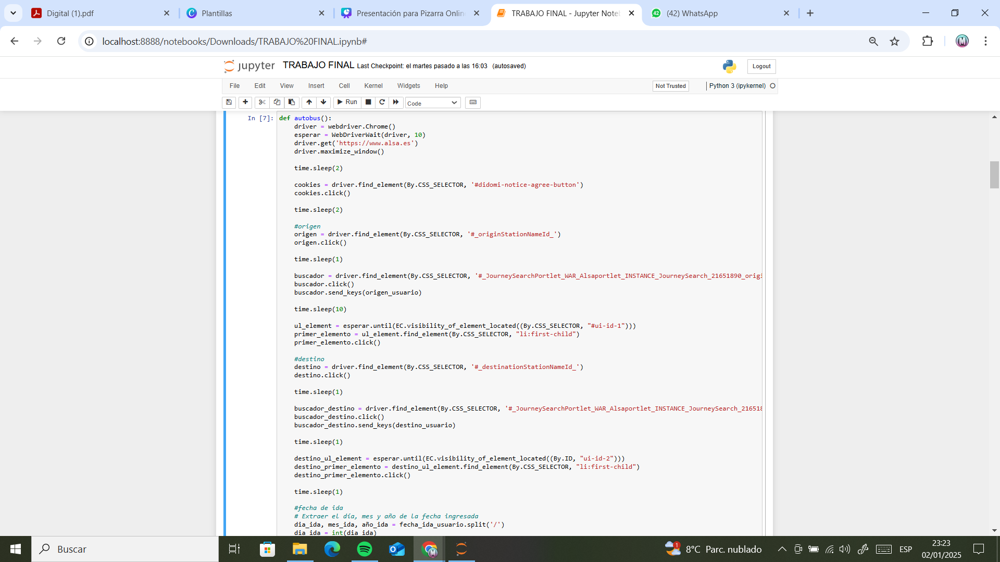 Digital (1).pdf
Plantillas
Presentación para Pizarra Onlin
TRABAJO FINAL - Jupyter Note
42
(42) WhatsApp
localhost:8888/notebooks/Downloads/TRABAJO%20FINAL.ipynb#
M
jupyter TRABAJO FINAL Last Checkpoint: el martes pasado a las 16:03 (autosaved)
Logout
File Edit View Insert Cell Kernel Widgets Help
Not Trusted
Python 3 (ipykernel)
Run
Code
In [7]:
def autobus():
    driver = webdriver.Chrome()
    esperar = WebDriverWait(driver, 10)
    driver.get('https://www.alsa.es')
    driver.maximize_window()
    time.sleep(2)
    cookies = driver.find_element(By.CSS_SELECTOR, '#didomi-notice-agree-button')
    cookies.click()
    time.sleep(2)
    #origen
    origen = driver.find_element(By.CSS_SELECTOR, '#_originStationNameId_')
    origen.click()
    time.sleep(1)
    buscador = driver.find_element(By.CSS_SELECTOR, '#_JourneySearchPortlet_WAR_Alsaportlet_INSTANCE_JourneySearch_21651890_origi
    buscador.click()
    buscador.send_keys(origen_usuario)
    time.sleep(10)
    ul_element = esperar.until(EC.visibility_of_element_located((By.CSS_SELECTOR, "#ui-id-1")))
    primer_elemento = ul_element.find_element(By.CSS_SELECTOR, "li:first-child")
    primer_elemento.click()
    #destino
    destino = driver.find_element(By.CSS_SELECTOR, '#_destinationStationNameId_')
    destino.click()
    time.sleep(1)
    buscador_destino = driver.find_element(By.CSS_SELECTOR, '#_JourneySearchPortlet_WAR_Alsaportlet_INSTANCE_JourneySearch_216518
    buscador_destino.click()
    buscador_destino.send_keys(destino_usuario)
    time.sleep(1)
    destino_ul_element = esperar.until(EC.visibility_of_element_located((By.ID, "ui-id-2")))
    destino_primer_elemento = destino_ul_element.find_element(By.CSS_SELECTOR, "li:first-child")
    destino_primer_elemento.click()
    time.sleep(1)
    #fecha de ida
    # Extraer el día, mes y año de la fecha ingresada
    dia_ida, mes_ida, año_ida = fecha_ida_usuario.split('/')
    dia_ida = int(dia_ida)
Buscar
1
8°C Parc. nublado
ESP
23:23
02/01/2025